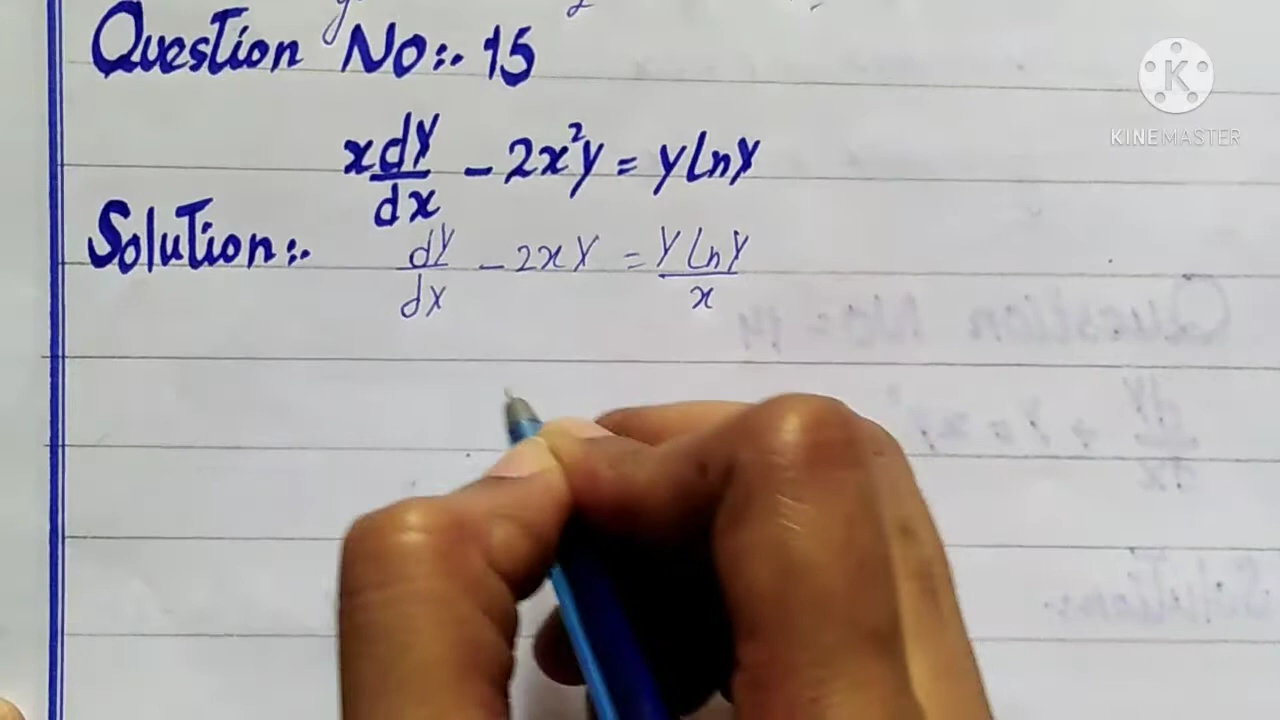 Question No:. 15
x dy/dx - 2x²y = y ln y
Solution:. dy/dx - 2xy = y ln y / x
KINEMASTER